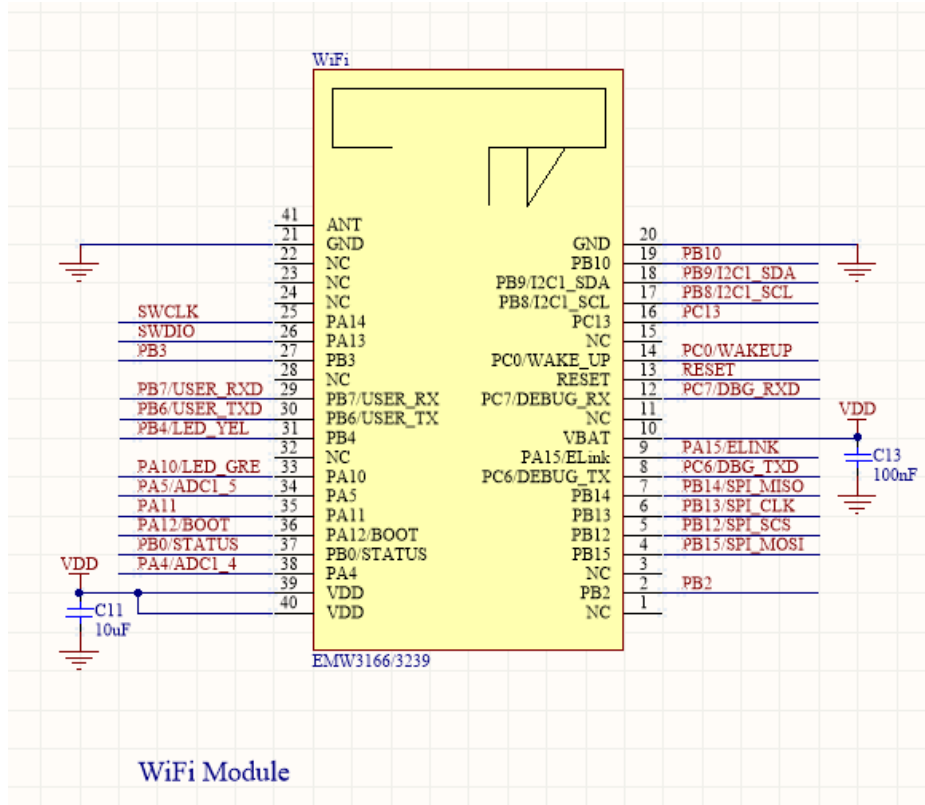 WiFi
41 ANT
21 GND
22 NC
23 NC
24 NC
SWCLK 25 PA14
SWDIO 26 PA13
PB3 27 PB3
28 NC
PB7/USER_RXD 29 PB7/USER_RX
PB6/USER_TXD 30 PB6/USER_TX
PB4/LED_YEL 31 PB4
32 NC
PA10/LED_GRE 33 PA10
PA5/ADC1_5 34 PA5
PA11 35 PA11
PA12/BOOT 36 PA12/BOOT
PB0/STATUS 37 PB0/STATUS
PA4/ADC1_4 38 PA4
VDD
39 VDD
40 VDD
C11
10uF
GND 20
PB10 19 PB10
PB9/I2C1_SDA 18 PB9/I2C1_SDA
PB8/I2C1_SCL 17 PB8/I2C1_SCL
PC13 16 PC13
NC 15
PC0/WAKE_UP 14 PC0/WAKEUP
RESET 13 RESET
PC7/DEBUG_RX 12 PC7/DBG_RXD
NC 11
VBAT 10
VDD
C13
100nF
PA15/ELink 9 PA15/ELINK
PC6/DEBUG_TX 8 PC6/DBG_TXD
PB14 7 PB14/SPI_MISO
PB13 6 PB13/SPI_CLK
PB12 5 PB12/SPI_SCS
PB15 4 PB15/SPI_MOSI
NC 3
PB2 2 PB2
NC 1
EMW3166/3239
WiFi Module